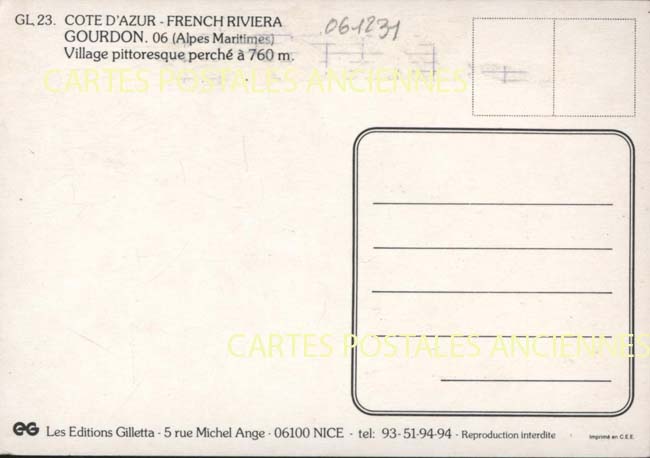 GL 23. COTE D'AZUR - FRENCH RIVIERA
061231
GOURDON. 06 (Alpes Maritimes)
Village pittoresque perché à 760 m.
CARTES POSTALES ANCIENNES
CARTES POSTALES ANCIENNES
EG Les Editions Gilletta - 5 rue Michel Ange - 06100 NICE - tel: 93-51-94-94 - Reproduction interdite
Imprimé en C.E.E.